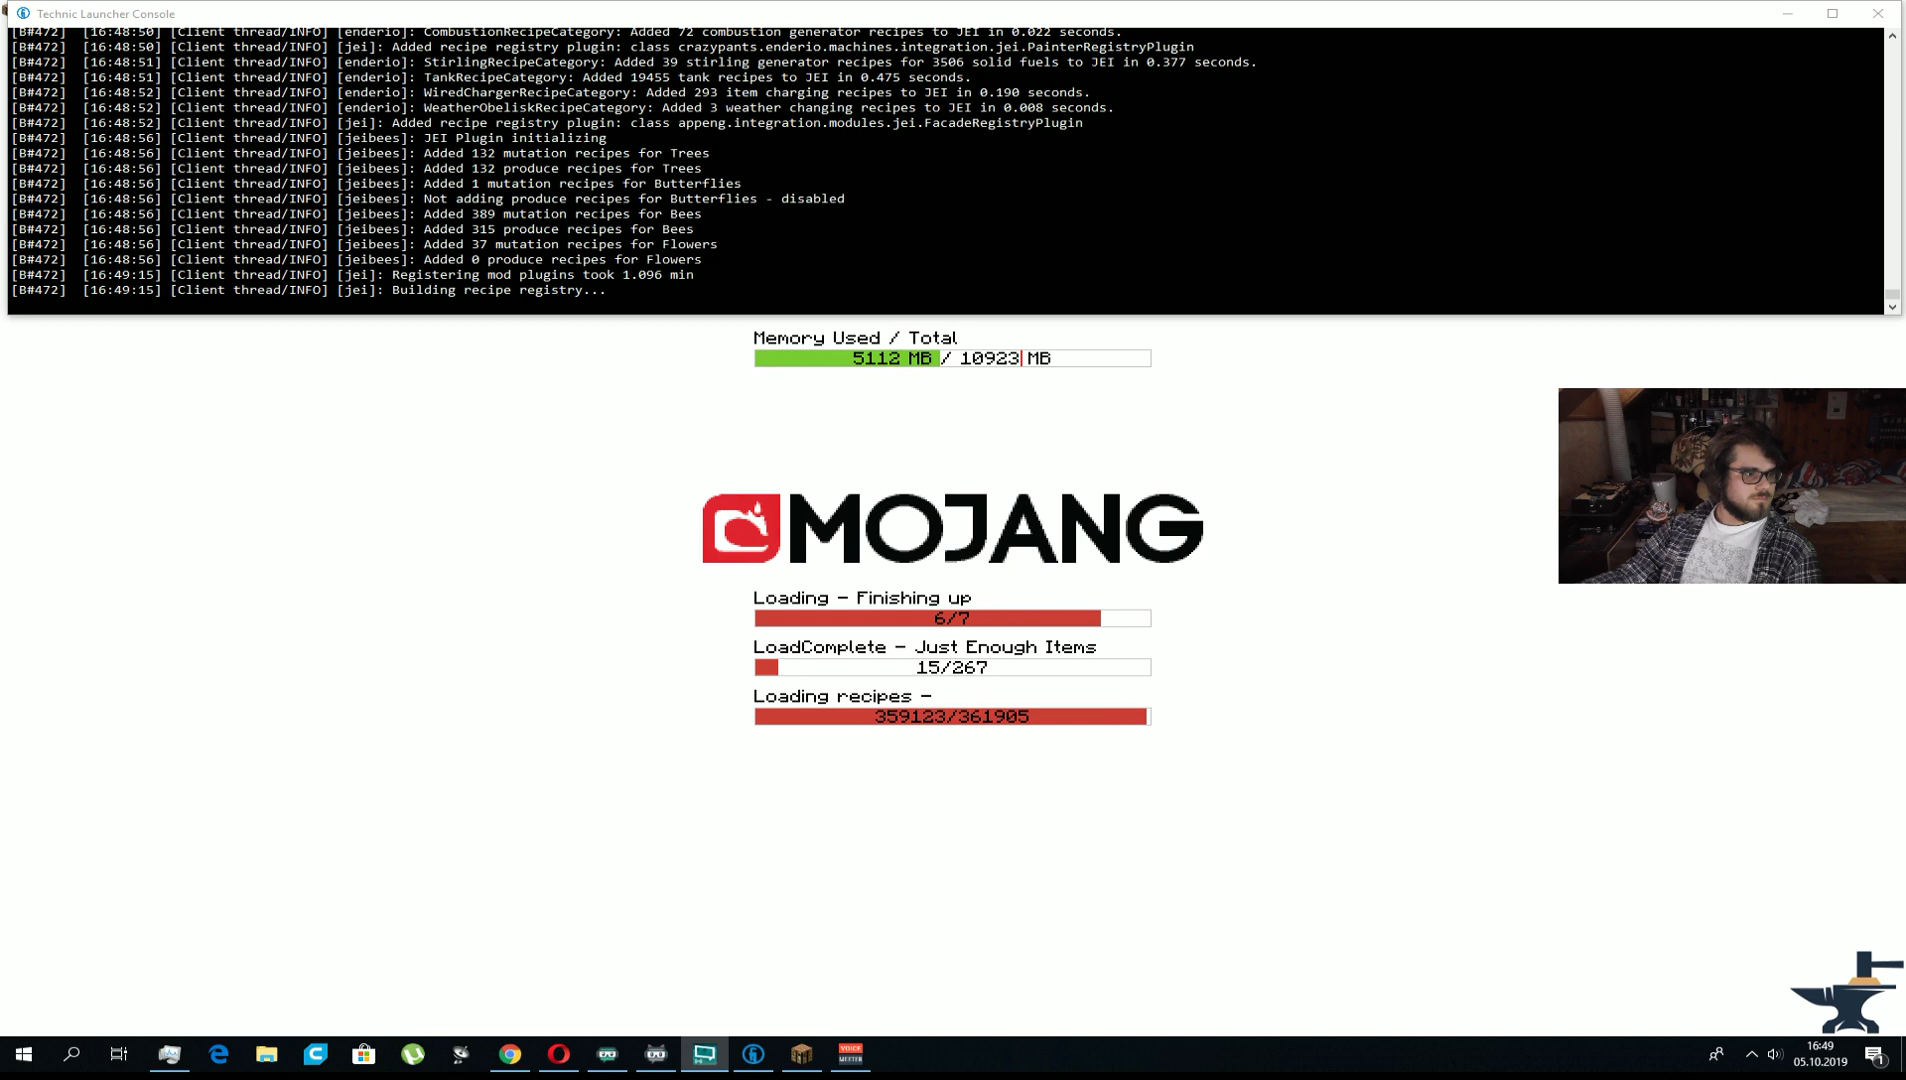 Technic Launcher Console
[B#472] [16:48:50] [Client thread/INFO] [enderio]: CombustionRecipeCategory: Added 72 combustion generator recipes to JEI in 0.022 seconds.
[B#472] [16:48:50] [Client thread/INFO] [jei]: Added recipe registry plugin: class crazypants.enderio.machines.integration.jei.PainterRegistryPlugin
[B#472] [16:48:51] [Client thread/INFO] [enderio]: StirlingRecipeCategory: Added 39 stirling generator recipes for 3506 solid fuels to JEI in 0.377 seconds.
[B#472] [16:48:51] [Client thread/INFO] [enderio]: TankRecipeCategory: Added 19455 tank recipes to JEI in 0.475 seconds.
[B#472] [16:48:52] [Client thread/INFO] [enderio]: WiredChargerRecipeCategory: Added 293 item charging recipes to JEI in 0.190 seconds.
[B#472] [16:48:52] [Client thread/INFO] [enderio]: WeatherObeliskRecipeCategory: Added 3 weather changing recipes to JEI in 0.008 seconds.
[B#472] [16:48:52] [Client thread/INFO] [jei]: Added recipe registry plugin: class appeng.integration.modules.jei.FacadeRegistryPlugin
[B#472] [16:48:56] [Client thread/INFO] [jeibees]: JEI Plugin initializing
[B#472] [16:48:56] [Client thread/INFO] [jeibees]: Added 132 mutation recipes for Trees
[B#472] [16:48:56] [Client thread/INFO] [jeibees]: Added 132 produce recipes for Trees
[B#472] [16:48:56] [Client thread/INFO] [jeibees]: Added 1 mutation recipes for Butterflies
[B#472] [16:48:56] [Client thread/INFO] [jeibees]: Not adding produce recipes for Butterflies - disabled
[B#472] [16:48:56] [Client thread/INFO] [jeibees]: Added 389 mutation recipes for Bees
[B#472] [16:48:56] [Client thread/INFO] [jeibees]: Added 315 produce recipes for Bees
[B#472] [16:48:56] [Client thread/INFO] [jeibees]: Added 37 mutation recipes for Flowers
[B#472] [16:48:56] [Client thread/INFO] [jeibees]: Added 0 produce recipes for Flowers
[B#472] [16:49:15] [Client thread/INFO] [jei]: Registering mod plugins took 1.096 min
[B#472] [16:49:15] [Client thread/INFO] [jei]: Building recipe registry...
Memory Used / Total
5112 MB / 10923 MB
MOJANG
Loading - Finishing up
6/7
LoadComplete - Just Enough Items
15/267
Loading recipes -
359123/361905
VOICE
MEETER
16:49
05.10.2019
1